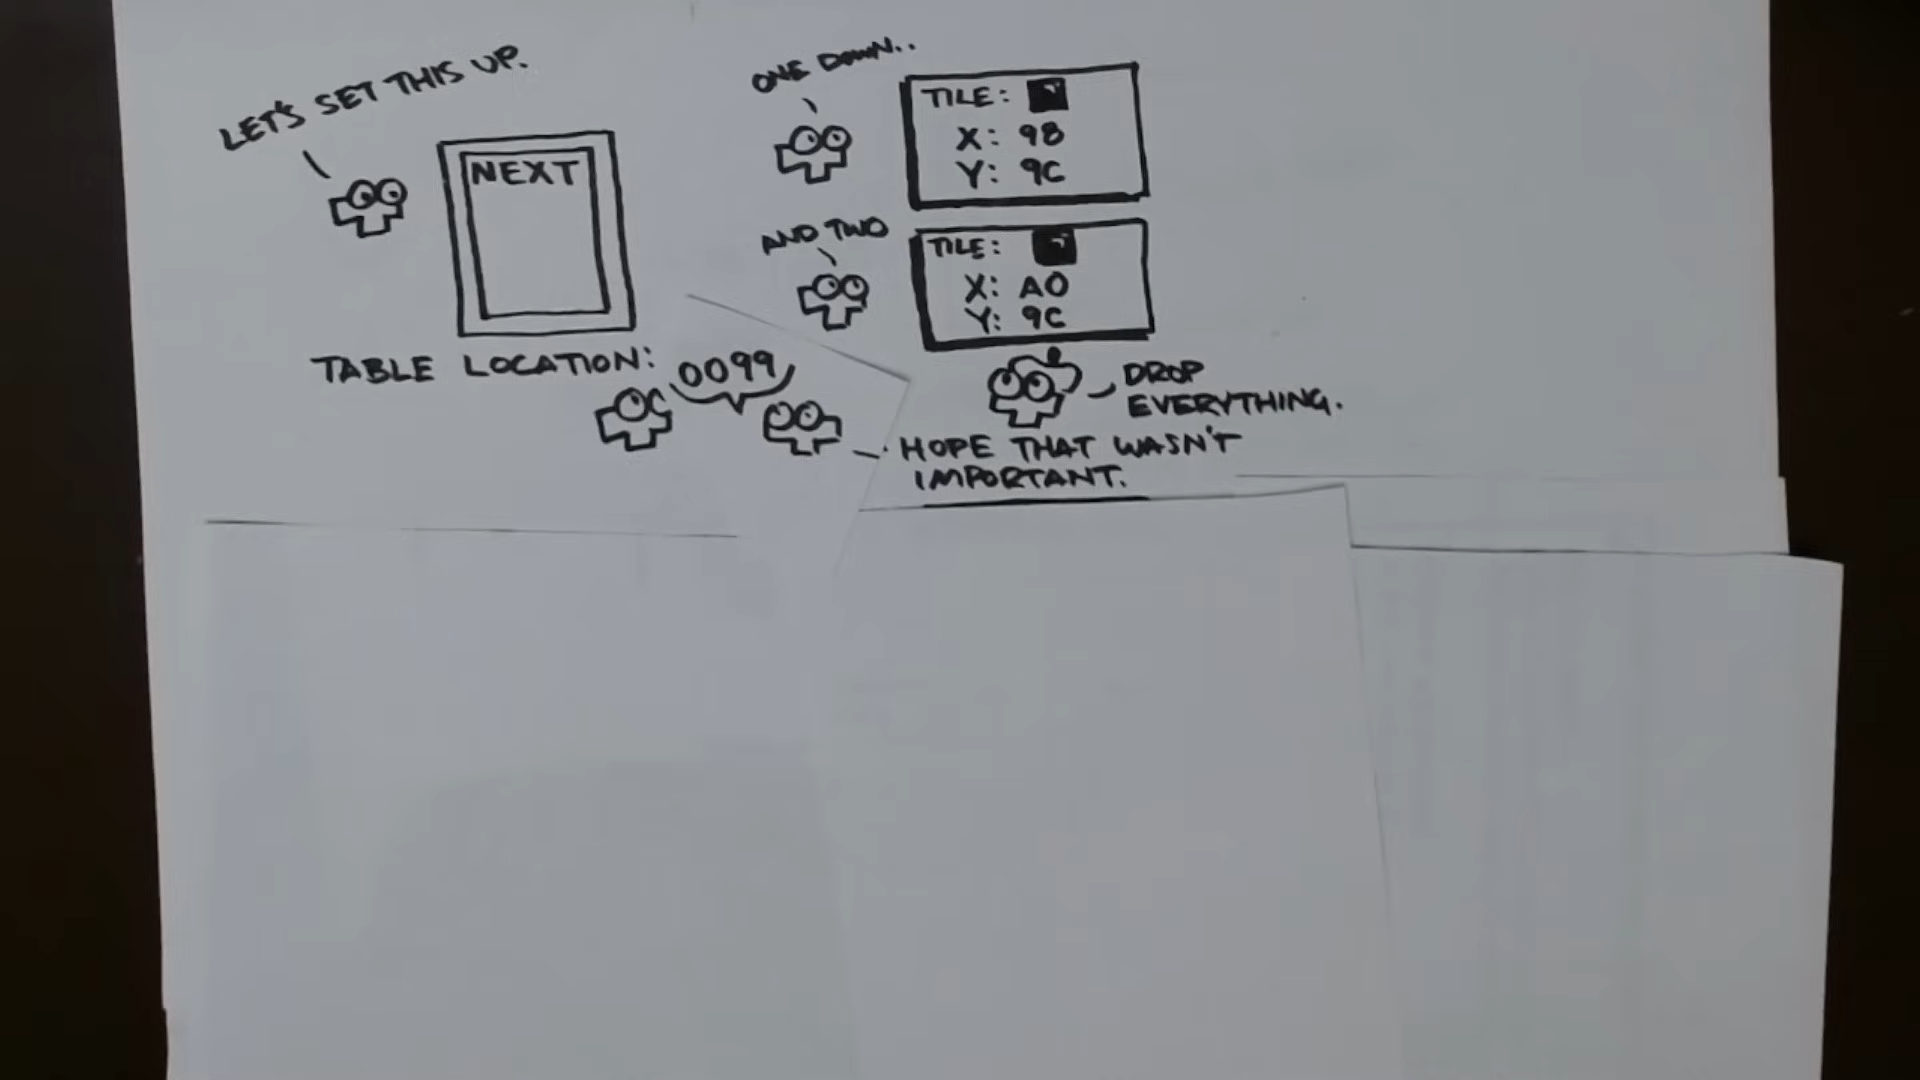 LET'S SET THIS UP.
NEXT
TABLE LOCATION:
0099
ONE DOWN..
TILE:
X: 98
Y: 9C
AND TWO
TILE:
X: A0
Y: 9C
DROP
EVERYTHING.
HOPE THAT WASN'T
IMPORTANT.